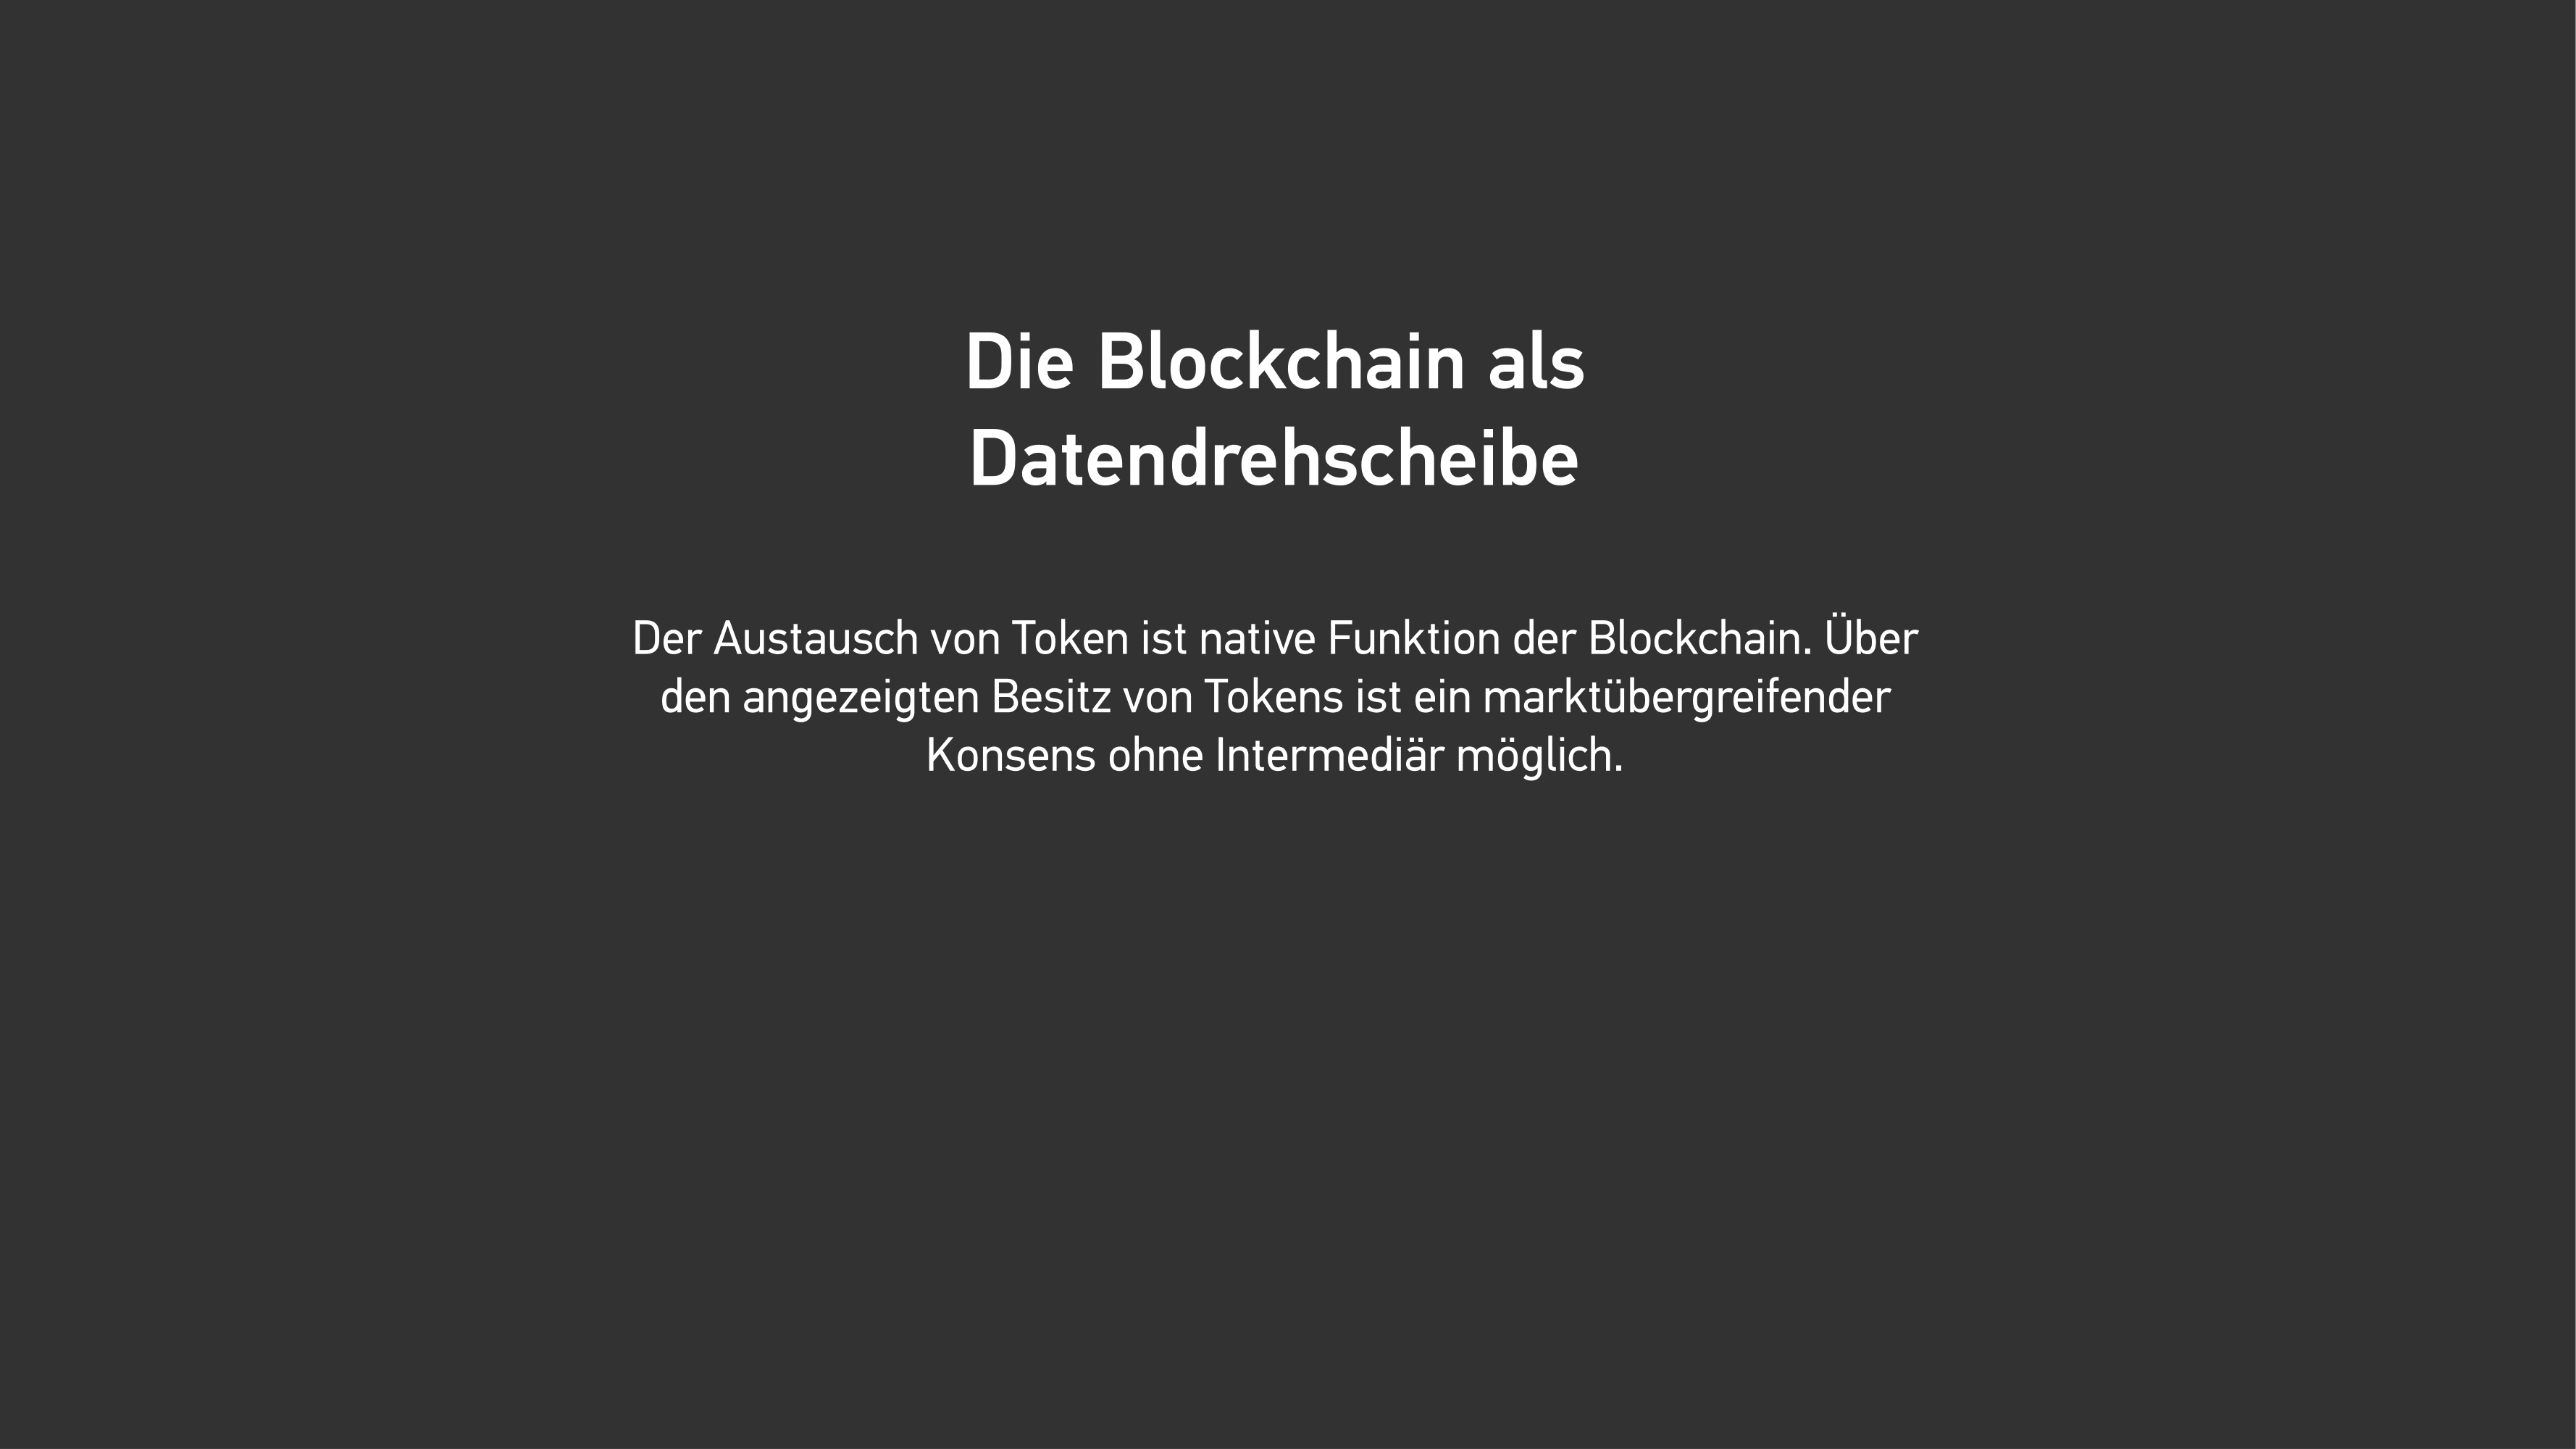 Die Blockchain als
Datendrehscheibe
Der Austausch von Token ist native Funktion der Blockchain. Über
den angezeigten Besitz von Tokens ist ein marktübergreifender
Konsens ohne Intermediär möglich.